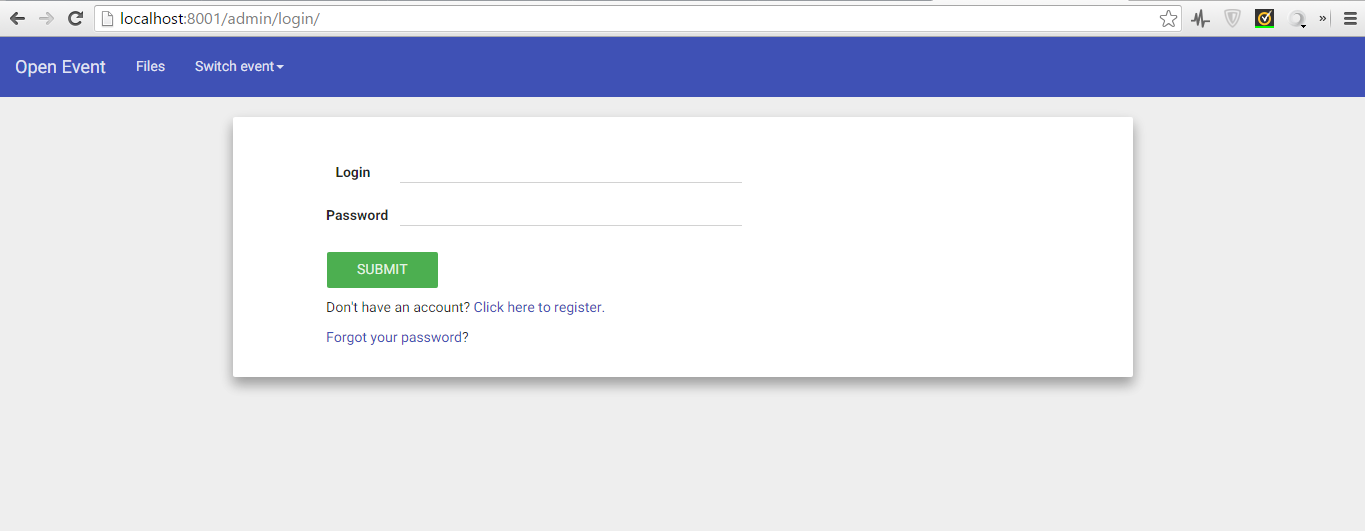 localhost:8001/admin/login/
Open Event Files Switch event
Login
Password
SUBMIT
Don't have an account? Click here to register.
Forgot your password?